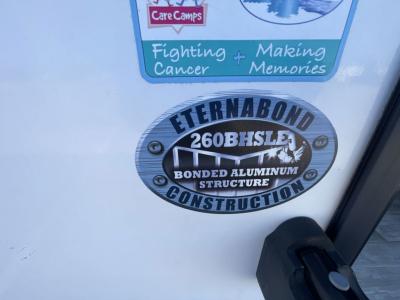 Care Camps
Fighting Cancer + Making Memories
ETERNABOND
260BHSLE
BONDED ALUMINUM
STRUCTURE
CONSTRUCTION